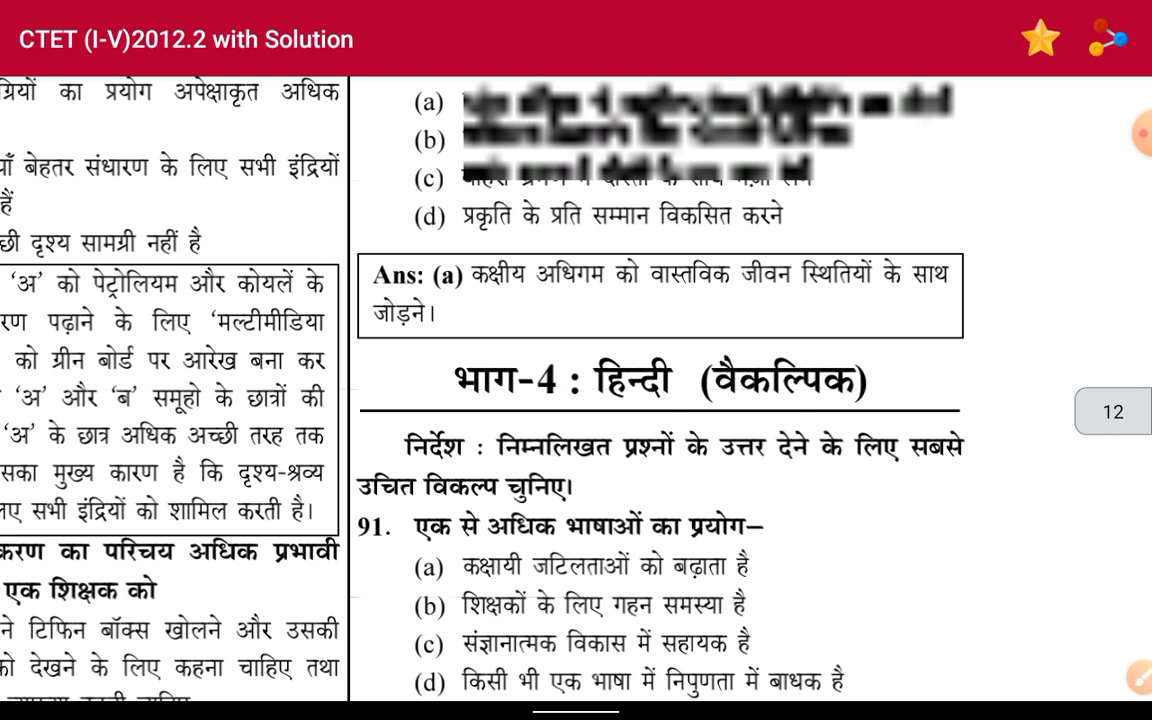 CTET (I-V)2012.2 with Solution
ग्रियों का प्रयोग अपेक्षाकृत अधिक
याँ बेहतर संधारण के लिए सभी इंद्रियों
हैं
छी दृश्य सामग्री नहीं है
‘अ’ को पेट्रोलियम और कोयलें के
रण पढ़ाने के लिए ‘मल्टीमीडिया
को ग्रीन बोर्ड पर आरेख बना कर
‘अ’ और ‘ब’ समूहो के छात्रों की
‘अ’ के छात्र अधिक अच्छी तरह तक
सका मुख्य कारण है कि दृश्य-श्रव्य
लए सभी इंद्रियों को शामिल करती है।
करण का परिचय अधिक प्रभावी
एक शिक्षक को
ने टिफिन बॉक्स खोलने और उसकी
को देखने के लिए कहना चाहिए तथा
(a)
(b)
(c)
(d) प्रकृति के प्रति सम्मान विकसित करने
Ans: (a) कक्षीय अधिगम को वास्तविक जीवन स्थितियों के साथ
जोड़ने।
भाग-4 : हिन्दी (वैकल्पिक)
निर्देश : निम्नलिखत प्रश्नों के उत्तर देने के लिए सबसे
उचित विकल्प चुनिए।
91. एक से अधिक भाषाओं का प्रयोग–
(a) कक्षायी जटिलताओं को बढ़ाता है
(b) शिक्षकों के लिए गहन समस्या है
(c) संज्ञानात्मक विकास में सहायक है
(d) किसी भी एक भाषा में निपुणता में बाधक है
12